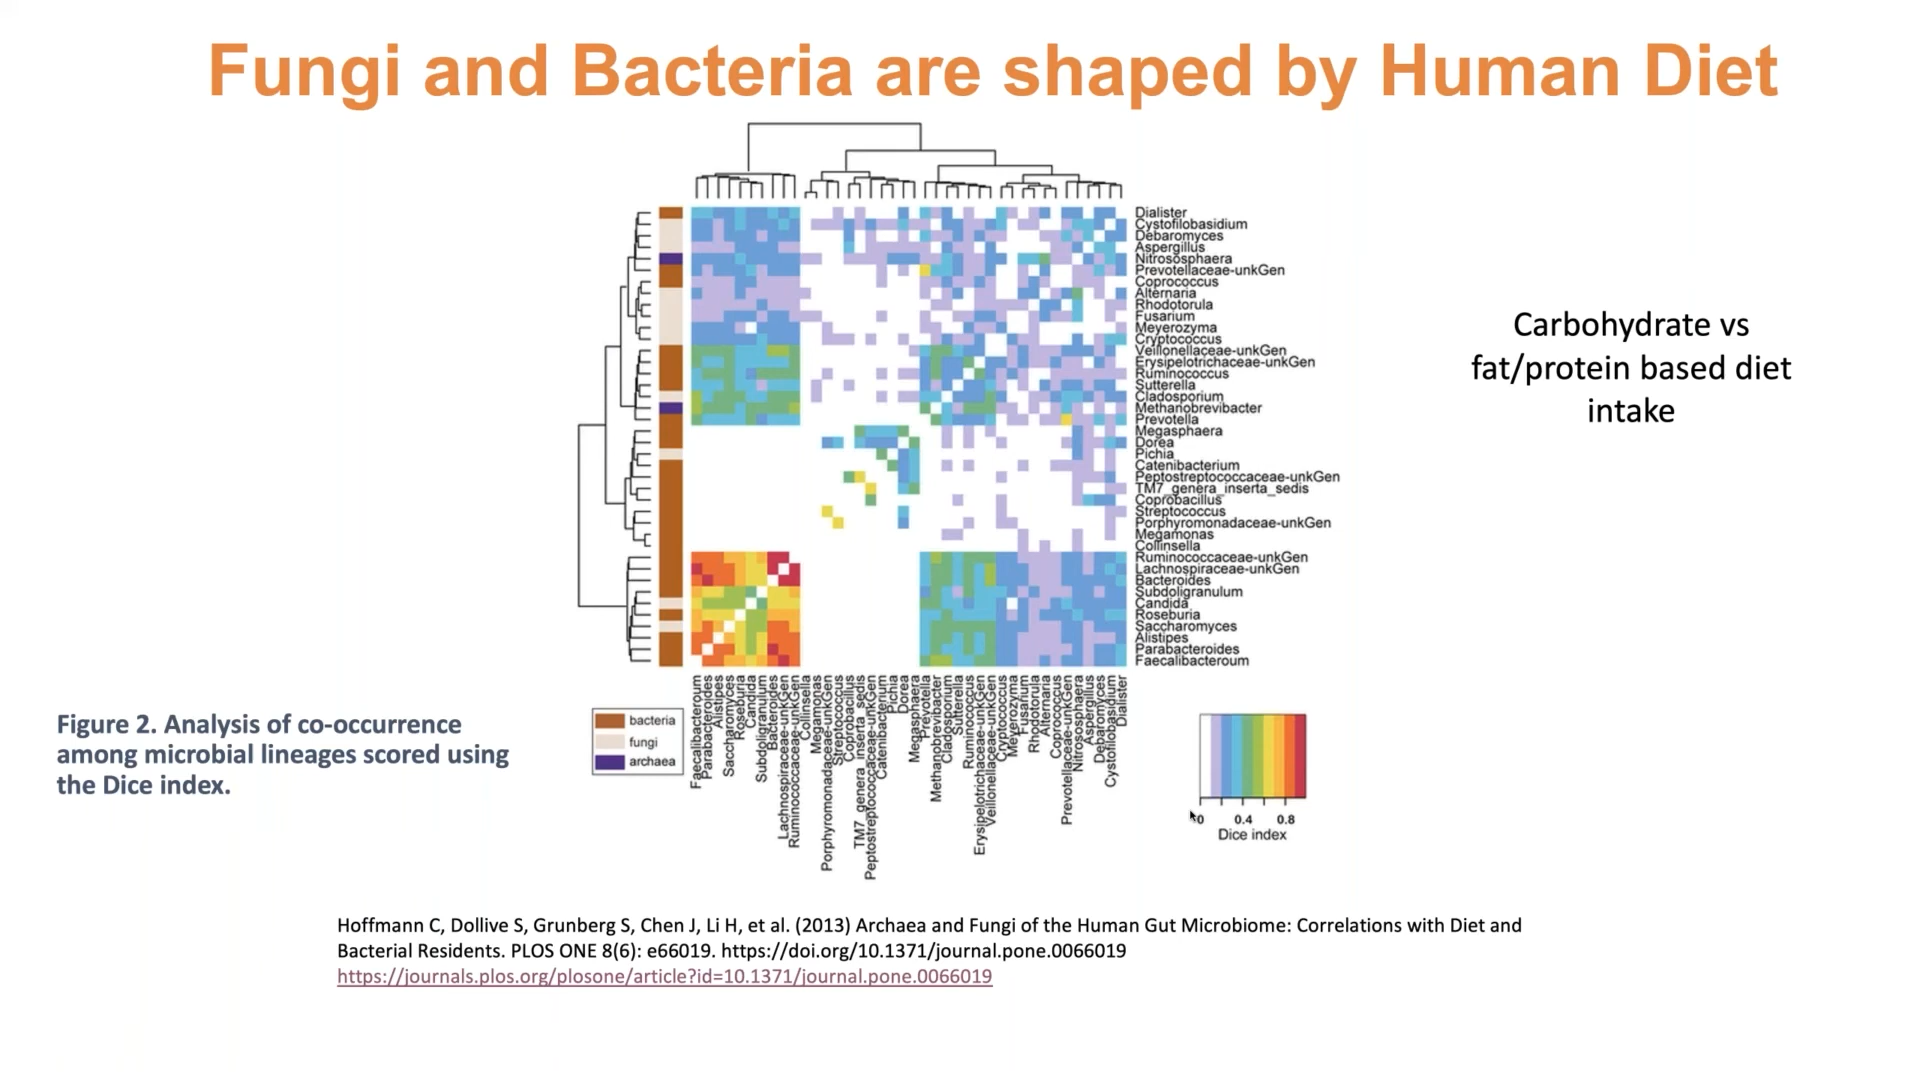 Fungi and Bacteria are shaped by Human Diet
Dialister
Cystofilobasidium
Debaromyces
Aspergillus
Nitrososphaera
Prevotellaceae-unkGen
Coprococcus
Alternaria
Rhodotorula
Fusarium
Meyerozyma
Cryptococcus
Veillonellaceae-unkGen
Erysipelotrichaceae-unkGen
Ruminococcus
Sutterella
Cladosporium
Methanobrevibacter
Prevotella
Megasphaera
Dorea
Pichia
Catenibacterium
Peptostreptococcaceae-unkGen
TM7_genera_inserta_sedis
Coprobacillus
Streptococcus
Porphyromonadaceae-unkGen
Megamonas
Collinsella
Ruminococcaceae-unkGen
Lachnospiraceae-unkGen
Bacteroides
Subdoligranulum
Candida
Roseburia
Saccharomyces
Alistipes
Parabacteroides
Faecalibacteroum
Carbohydrate vs
fat/protein based diet
intake
Figure 2. Analysis of co-occurrence
among microbial lineages scored using
the Dice index.
bacteria
fungi
archaea
Faecalibacteroum
Parabacteroides
Alistipes
Saccharomyces
Roseburia
Candida
Subdoligranulum
Bacteroides
Lachnospiraceae-unkGen
Ruminococcaceae-unkGen
Collinsella
Megamonas
Porphyromonadaceae-unkGen
Streptococcus
Coprobacillus
TM7_genera_inserta_sedis
Peptostreptococcaceae-unkGen
Catenibacterium
Pichia
Dorea
Megasphaera
Prevotella
Methanobrevibacter
Cladosporium
Sutterella
Ruminococcus
Erysipelotrichaceae-unkGen
Veillonellaceae-unkGen
Cryptococcus
Meyerozyma
Fusarium
Rhodotorula
Alternaria
Coprococcus
Prevotellaceae-unkGen
Nitrososphaera
Aspergillus
Debaromyces
Cystofilobasidium
Dialister
0 0.4 0.8
Dice index
Hoffmann C, Dollive S, Grunberg S, Chen J, Li H, et al. (2013) Archaea and Fungi of the Human Gut Microbiome: Correlations with Diet and
Bacterial Residents. PLOS ONE 8(6): e66019. https://doi.org/10.1371/journal.pone.0066019
https://journals.plos.org/plosone/article?id=10.1371/journal.pone.0066019